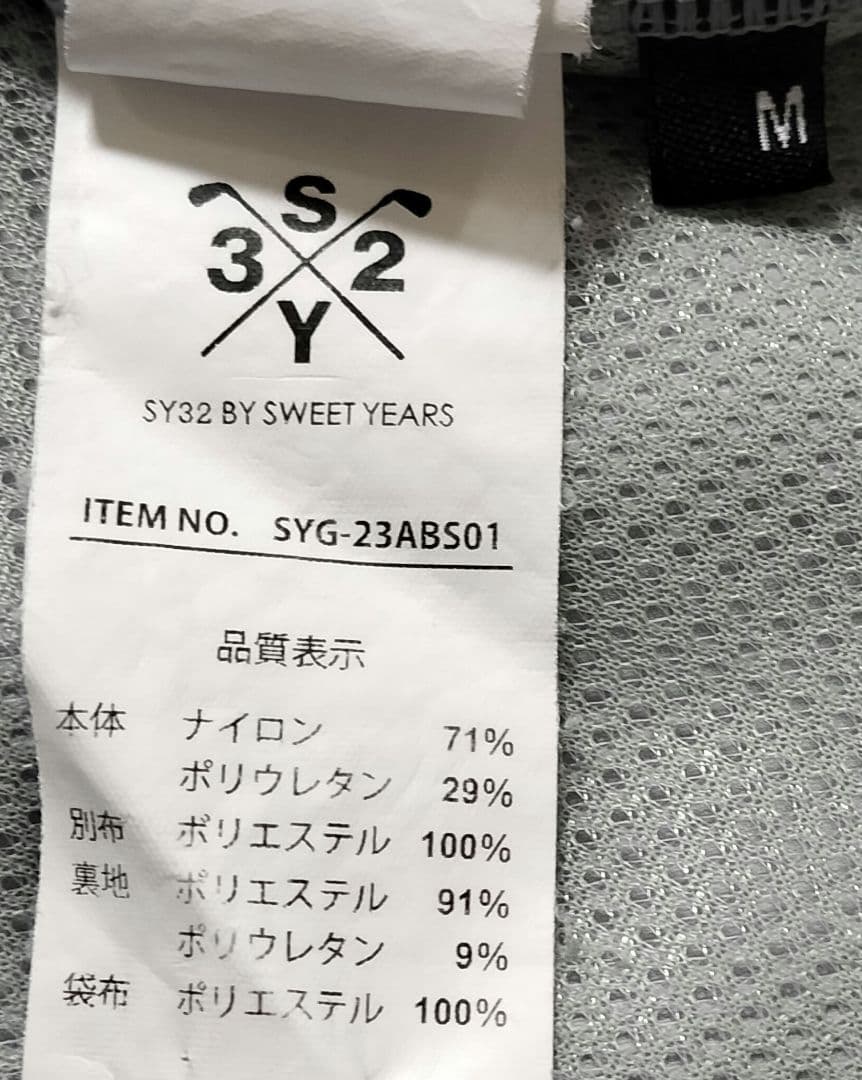 M
S
3 2
Y
SY32 BY SWEET YEARS
ITEM NO. SYG-23ABS01
品質表示
本体 ナイロン 71%
ポリウレタン 29%
別布 ポリエステル 100%
裏地 ポリエステル 91%
ポリウレタン 9%
袋布 ポリエステル 100%